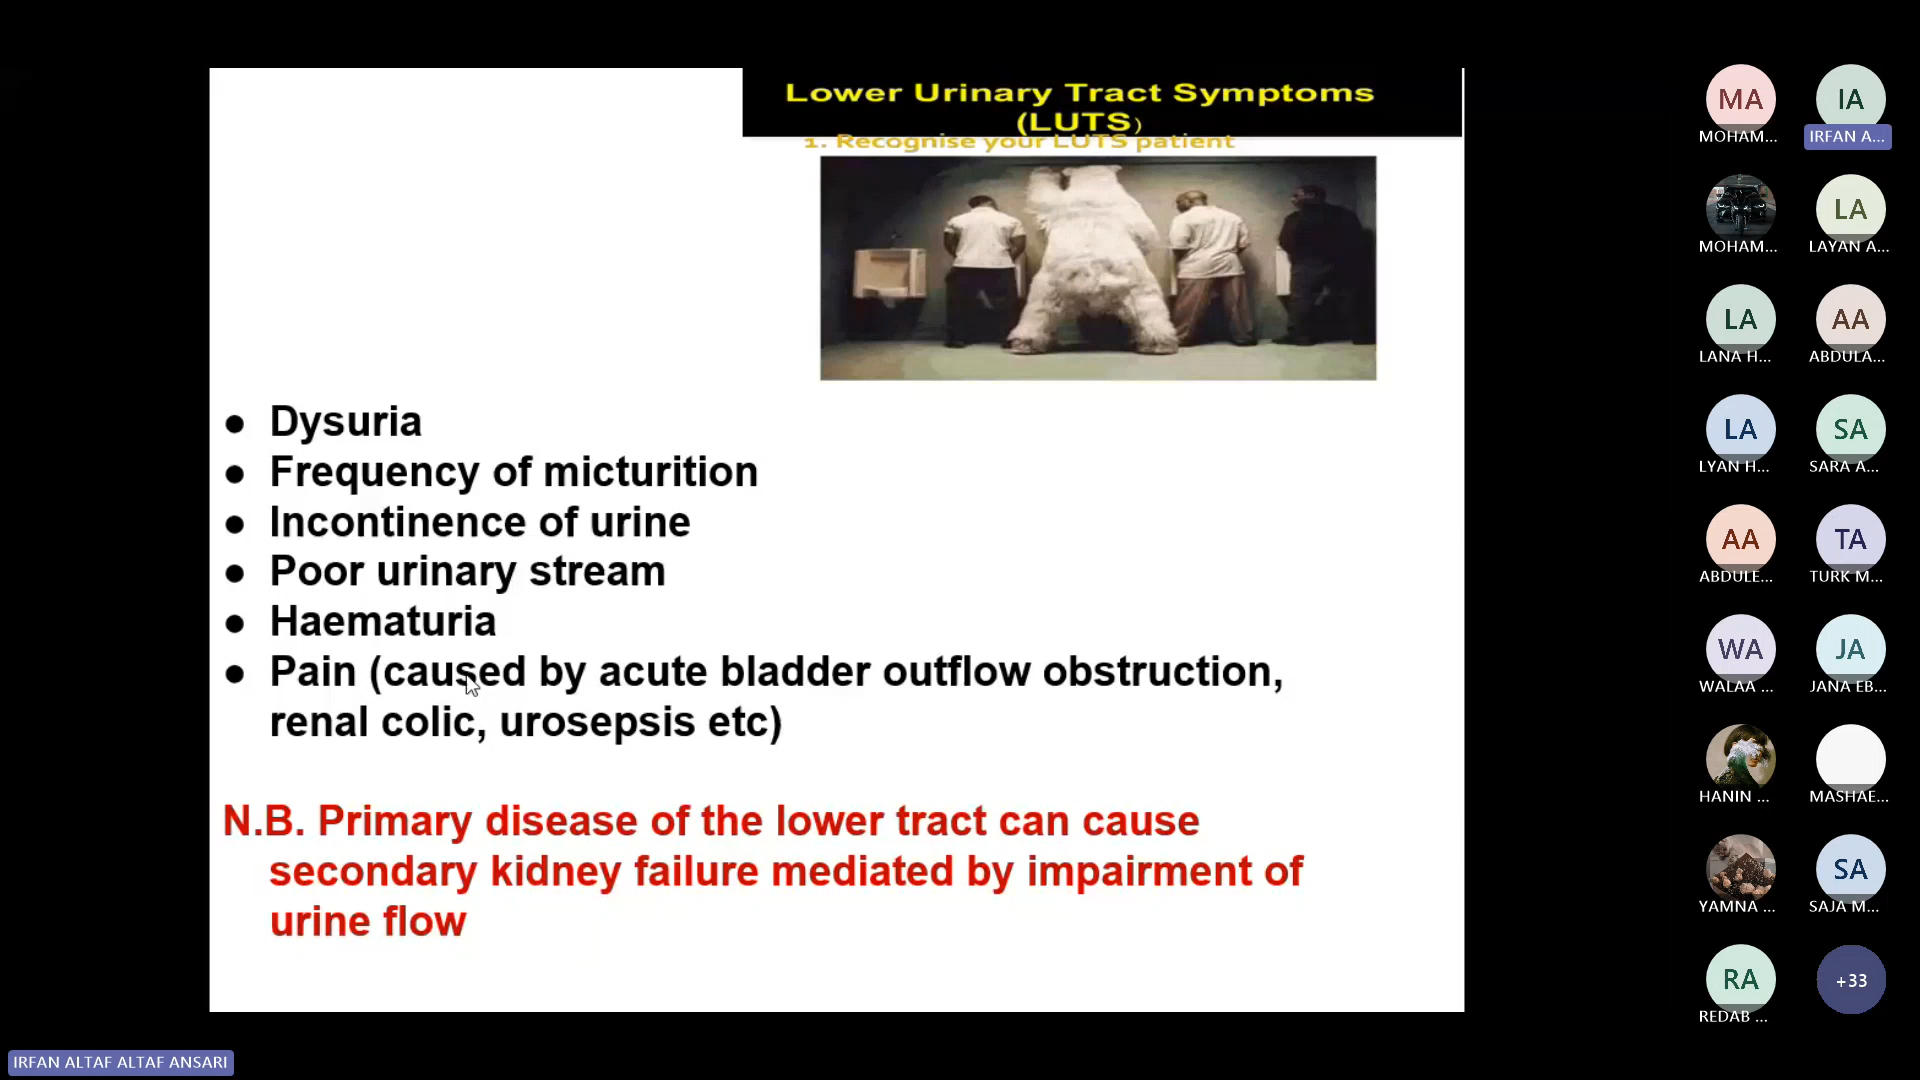 Lower Urinary Tract Symptoms
(LUTS)
1. Recognise your LUTS patient
● Dysuria
● Frequency of micturition
● Incontinence of urine
● Poor urinary stream
● Haematuria
● Pain (caused by acute bladder outflow obstruction,
renal colic, urosepsis etc)
N.B. Primary disease of the lower tract can cause
secondary kidney failure mediated by impairment of
urine flow
MA
MOHAM...
IA
IRFAN A...
MOHAM...
LA
LAYAN A...
LA
LANA H...
AA
ABDULA...
LA
LYAN H...
SA
SARA A...
AA
ABDULE...
TA
TURK M...
WA
WALAA ...
JA
JANA EB...
HANIN ...
MASHAE...
YAMNA ...
SA
SAJA M...
RA
REDAB ...
+33
IRFAN ALTAF ALTAF ANSARI